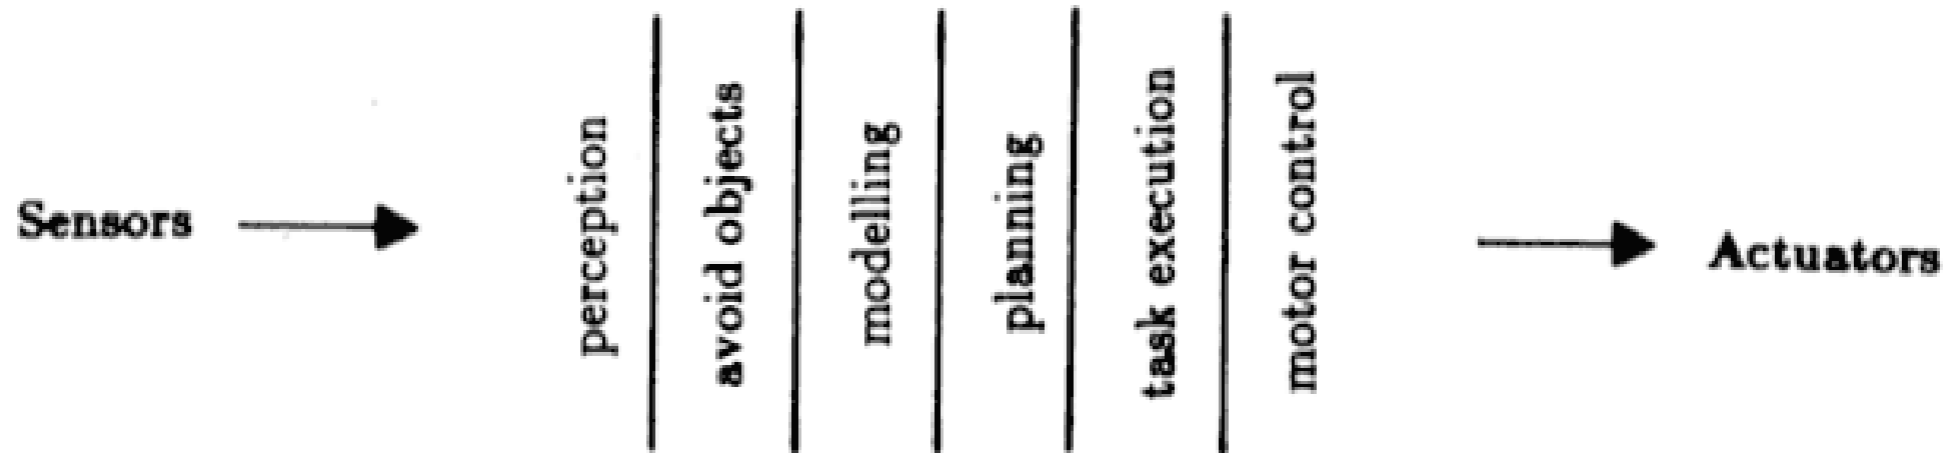 Sensors
perception
avoid objects
modelling
planning
task execution
motor control
Actuators